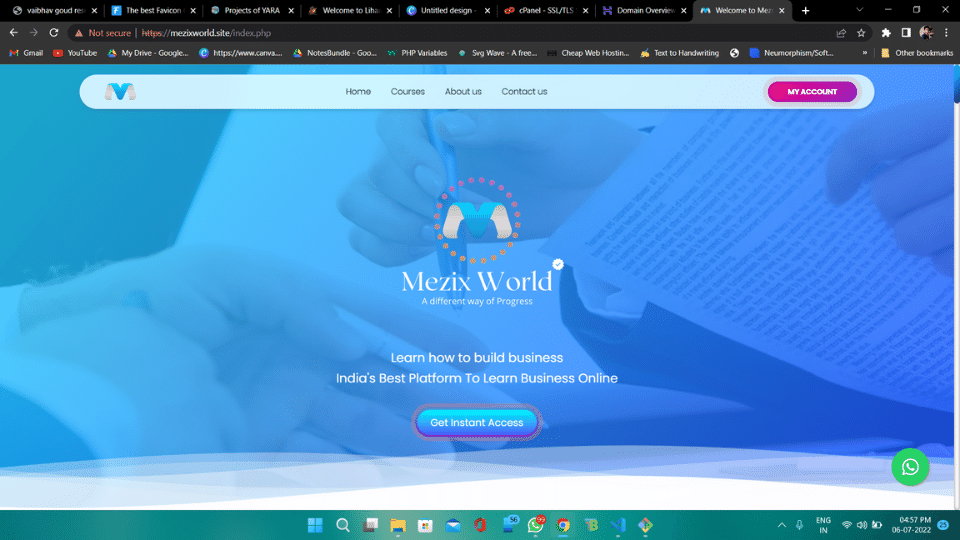 vaibhav goud res
The best Favicon
Projects of YARA
Welcome to Liha
Untitled design -
cPanel - SSL/TLS
Domain Overview
Welcome to Mez
Not secure | https://mezixworld.site/index.php
Gmail
YouTube
My Drive - Google...
https://www.canva...
NotesBundle - Goo...
PHP Variables
Svg Wave - A free...
Cheap Web Hostin...
Text to Handwriting
Neumorphism/Soft...
Other bookmarks
Home
Courses
About us
Contact us
MY ACCOUNT
Mezix World
A different way of Progress
Learn how to build business
India's Best Platform To Learn Business Online
Get Instant Access
56
99
ENG
IN
04:57 PM
06-07-2022